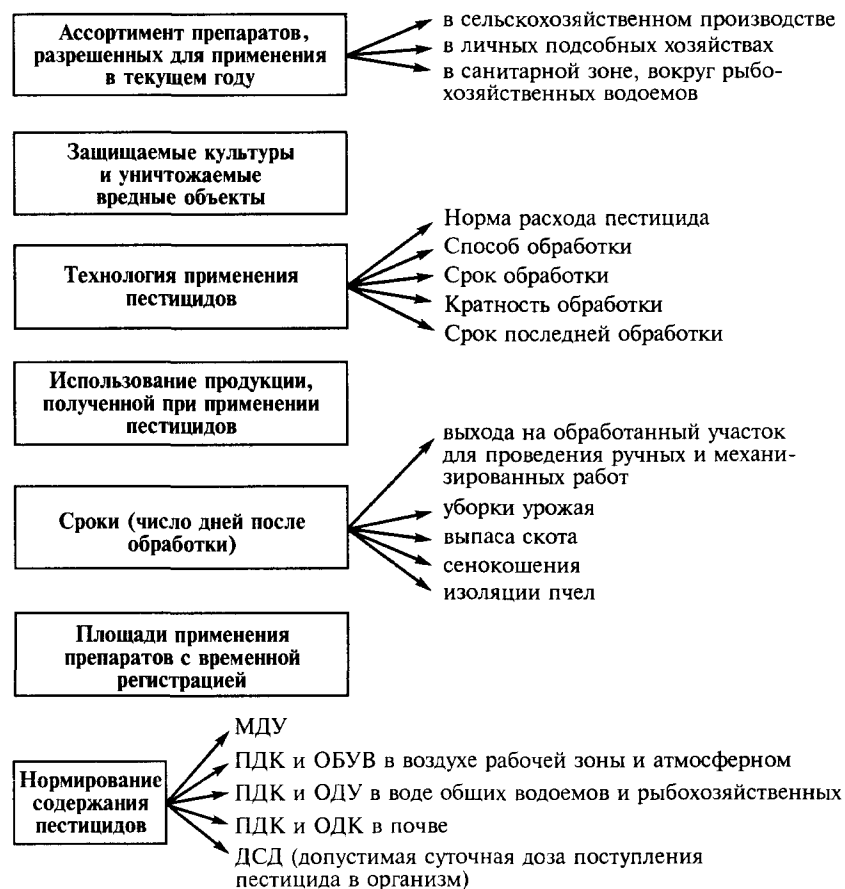 Ассортимент препаратов,
разрешенных для применения
в текущем году
в сельскохозяйственном производстве
в личных подсобных хозяйствах
в санитарной зоне, вокруг рыбо-
хозяйственных водоемов
Защищаемые культуры
и уничтожаемые
вредные объекты
Технология применения
пестицидов
Норма расхода пестицида
Способ обработки
Срок обработки
Кратность обработки
Срок последней обработки
Использование продукции,
полученной при применении
пестицидов
Сроки (число дней после
обработки)
выхода на обработанный участок
для проведения ручных и механи-
зированных работ
уборки урожая
выпаса скота
сенокошения
изоляции пчел
Площади применения
препаратов с временной
регистрацией
Нормирование
содержания
пестицидов
МДУ
ПДК и ОБУВ в воздухе рабочей зоны и атмосферном
ПДК и ОДУ в воде общих водоемов и рыбохозяйственных
ПДК и ОДК в почве
ДСД (допустимая суточная доза поступления
пестицида в организм)